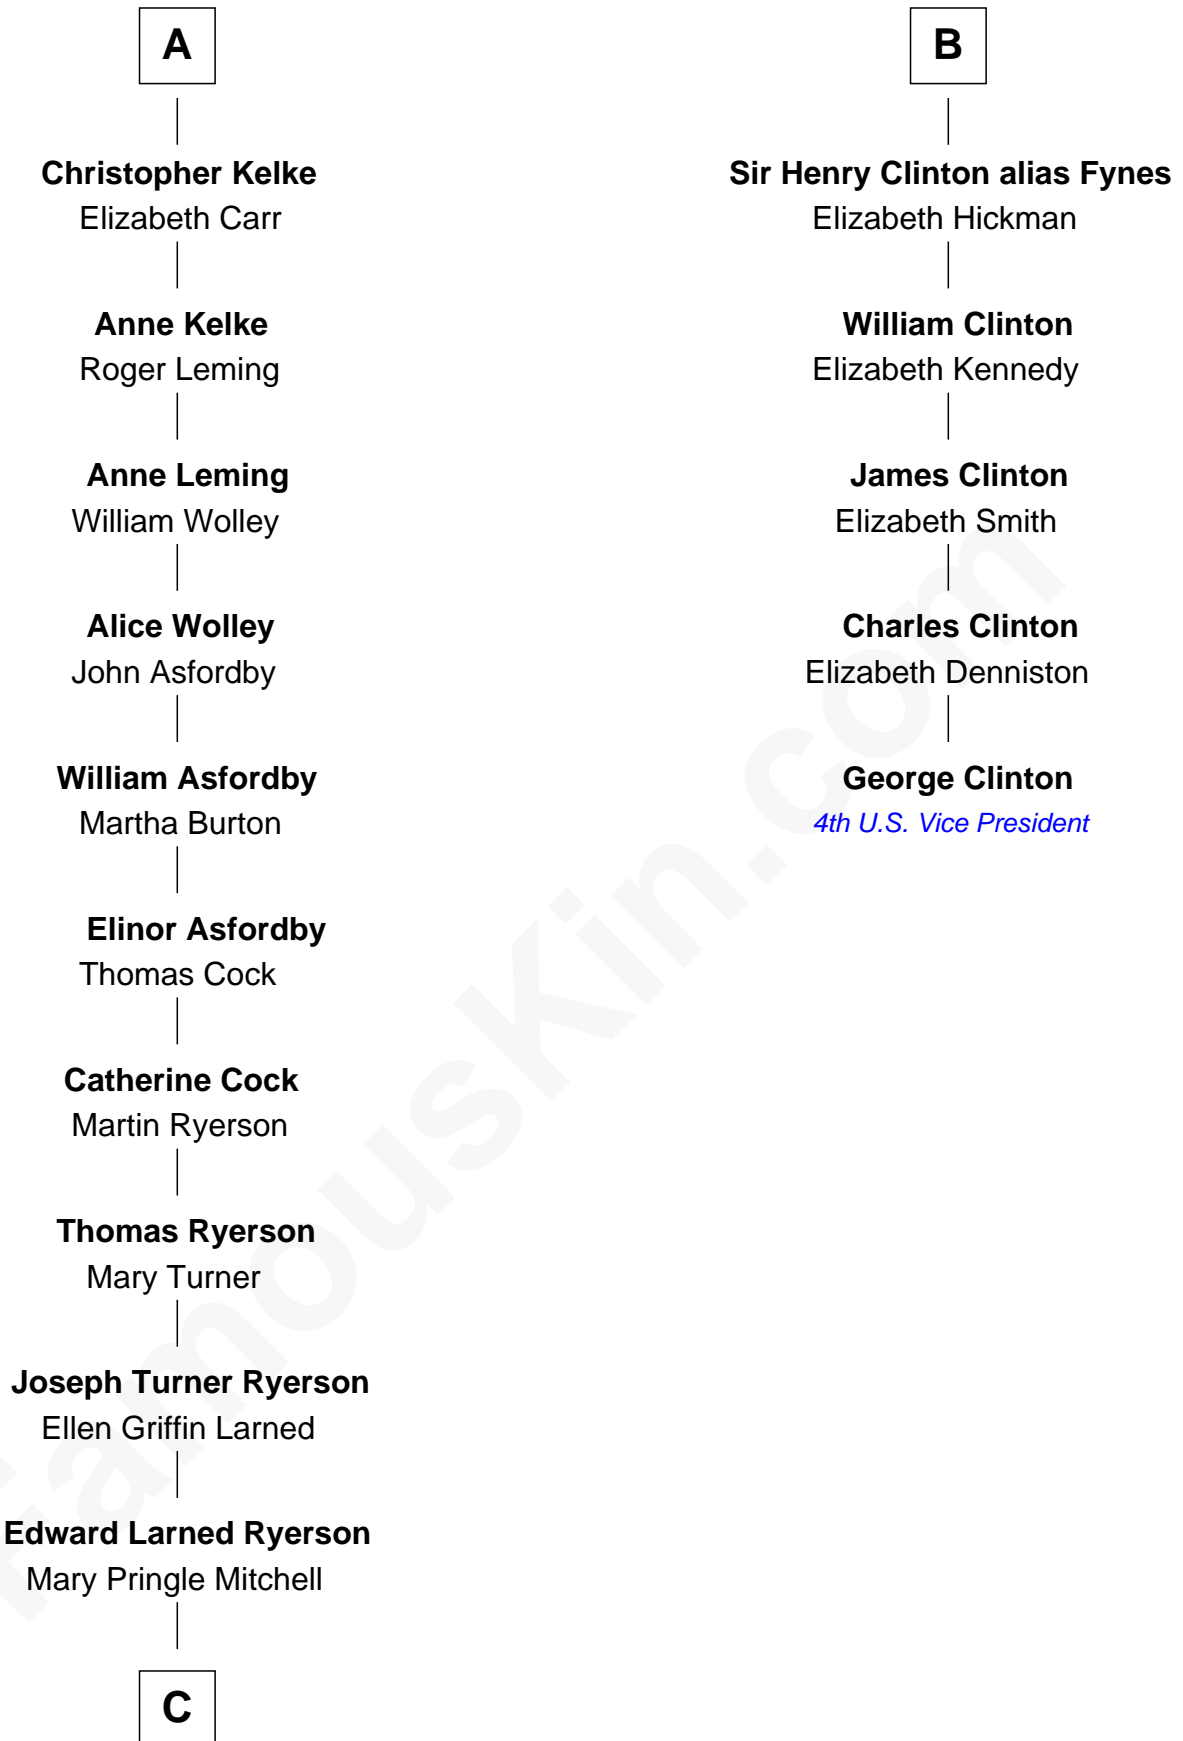 A
Christopher Kelke
Elizabeth Carr
Anne Kelke
Roger Leming
Anne Leming
William Wolley
Alice Wolley
John Asfordby
William Asfordby
Martha Burton
Elinor Asfordby
Thomas Cock
Catherine Cock
Martin Ryerson
Thomas Ryerson
Mary Turner
Joseph Turner Ryerson
Ellen Griffin Larned
Edward Larned Ryerson
Mary Pringle Mitchell
C
B
Sir Henry Clinton alias Fynes
Elizabeth Hickman
William Clinton
Elizabeth Kennedy
James Clinton
Elizabeth Smith
Charles Clinton
Elizabeth Denniston
George Clinton
4th U.S. Vice President
FamousKin.com